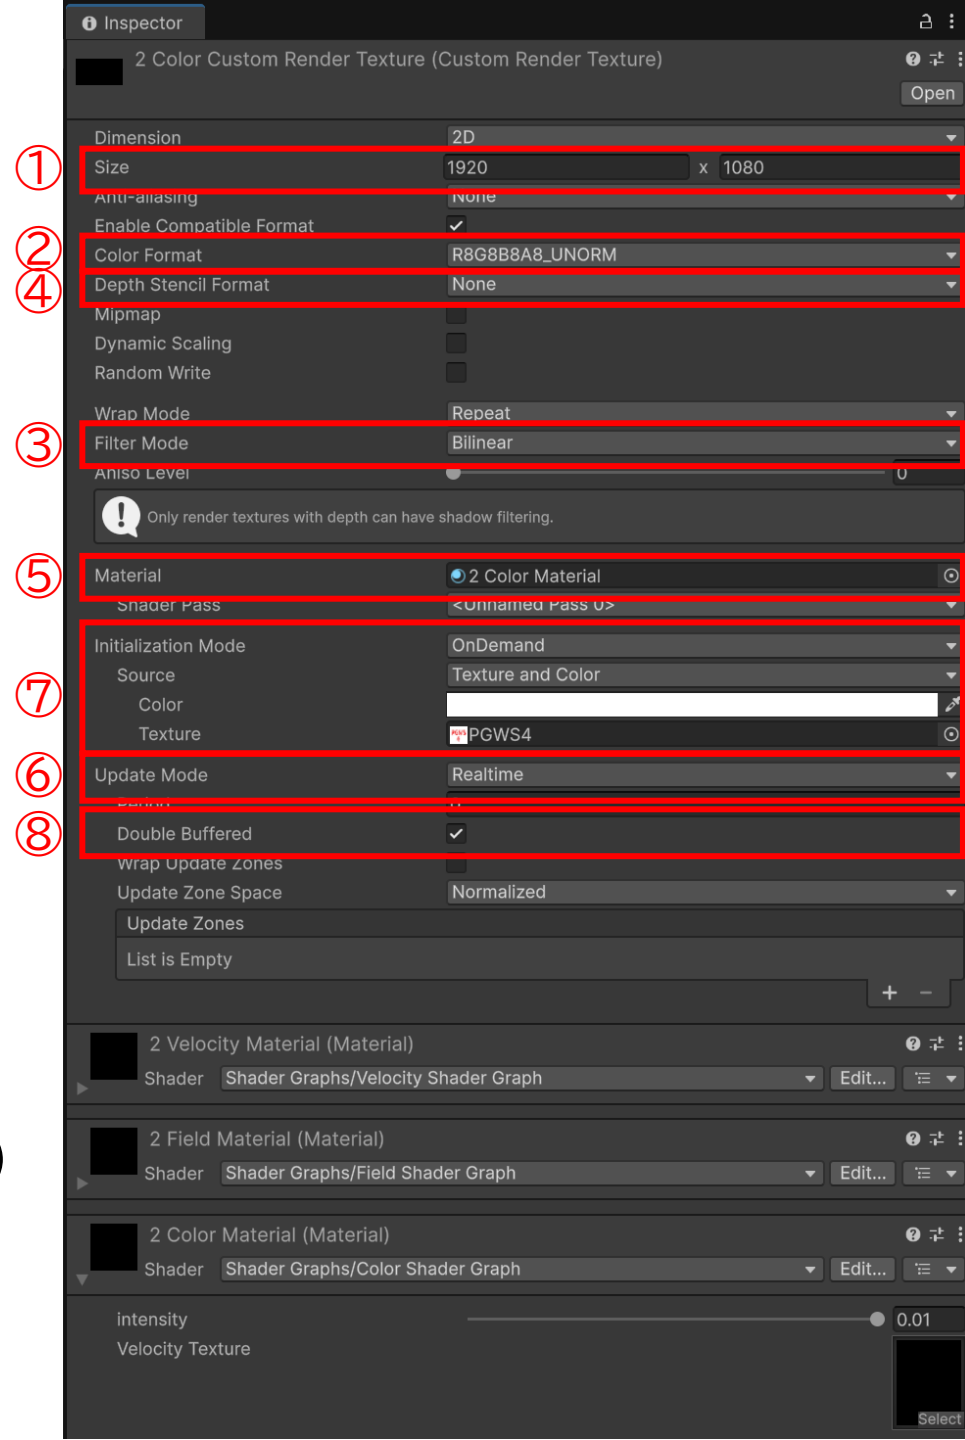 Inspector
2 Color Custom Render Texture (Custom Render Texture)
Open
Dimension 2D
① Size 1920 x 1080
Anti-aliasing None
Enable Compatible Format
② Color Format R8G8B8A8_UNORM
④ Depth Stencil Format None
Mipmap
Dynamic Scaling
Random Write
Wrap Mode Repeat
③ Filter Mode Bilinear
Aniso Level 0
Only render textures with depth can have shadow filtering.
⑤ Material 2 Color Material
Shader Pass <Unnamed Pass 0>
Initialization Mode OnDemand
Source Texture and Color
⑦ Color
Texture PGWS4
⑥ Update Mode Realtime
Period 0
⑧ Double Buffered
Wrap Update Zones
Update Zone Space Normalized
Update Zones
List is Empty
+ −
2 Velocity Material (Material)
Shader Shader Graphs/Velocity Shader Graph Edit...
2 Field Material (Material)
)
Shader Shader Graphs/Field Shader Graph Edit...
2 Color Material (Material)
Shader Shader Graphs/Color Shader Graph Edit...
intensity 0.01
Velocity Texture
Select